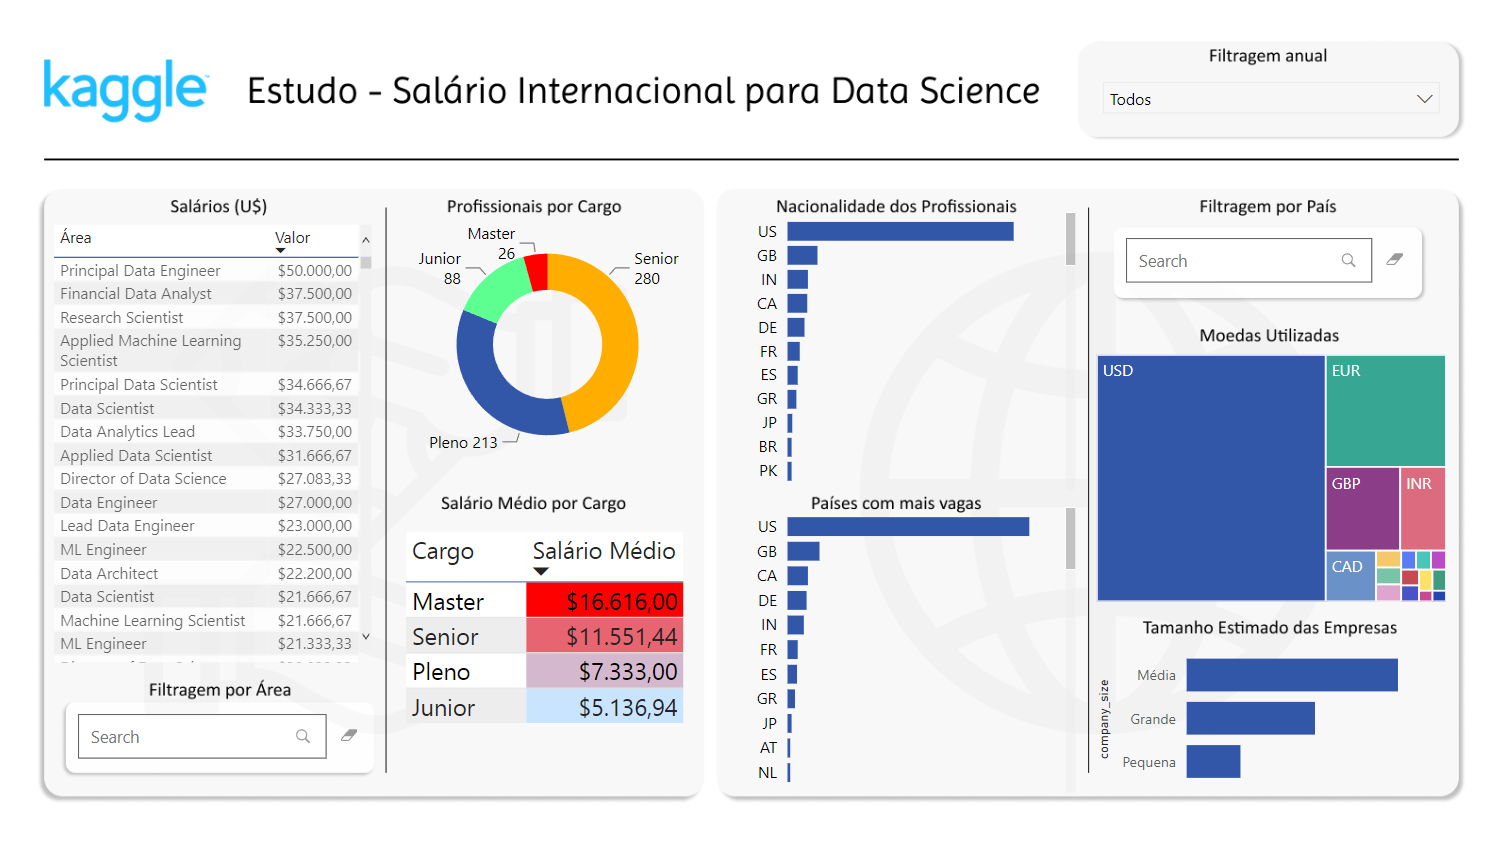 kaggle
Estudo - Salário Internacional para Data Science
Filtragem anual
Todos
Salários (U$)
Área Valor
Principal Data Engineer $50.000,00
Financial Data Analyst $37.500,00
Research Scientist $37.500,00
Applied Machine Learning $35.250,00
Scientist
Principal Data Scientist $34.666,67
Data Scientist $34.333,33
Data Analytics Lead $33.750,00
Applied Data Scientist $31.666,67
Director of Data Science $27.083,33
Data Engineer $27.000,00
Lead Data Engineer $23.000,00
ML Engineer $22.500,00
Data Architect $22.200,00
Data Scientist $21.666,67
Machine Learning Scientist $21.666,67
ML Engineer $21.333,33
Filtragem por Área
Search
Profissionais por Cargo
Master
26
Junior
88
Senior
280
Pleno 213
Salário Médio por Cargo
Cargo Salário Médio
Master $16.616,00
Senior $11.551,44
Pleno $7.333,00
Junior $5.136,94
Nacionalidade dos Profissionais
US
GB
IN
CA
DE
FR
ES
GR
JP
BR
PK
Países com mais vagas
US
GB
CA
DE
IN
FR
ES
GR
JP
AT
NL
Filtragem por País
Search
Moedas Utilizadas
USD
EUR
GBP
INR
CAD
Tamanho Estimado das Empresas
company_size
Média
Grande
Pequena